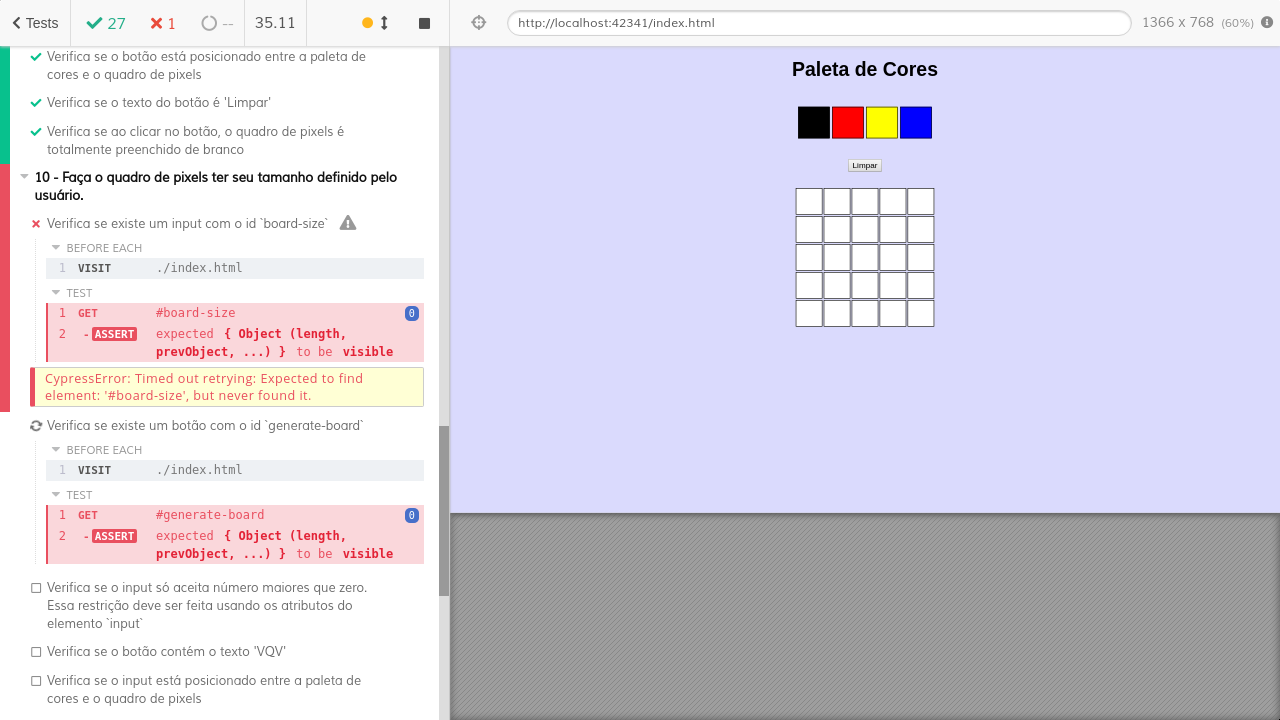 Tests
27
1
--
35.11
http://localhost:42341/index.html
1366 x 768 (60%)
Verifica se o botão está posicionado entre a paleta de
cores e o quadro de pixels
Verifica se o texto do botão é 'Limpar'
Verifica se ao clicar no botão, o quadro de pixels é
totalmente preenchido de branco
10 - Faça o quadro de pixels ter seu tamanho definido pelo
usuário.
Verifica se existe um input com o id `board-size`
BEFORE EACH
1 VISIT ./index.html
TEST
1 GET #board-size 0
2 -ASSERT expected { Object (length,
prevObject, ...) } to be visible
CypressError: Timed out retrying: Expected to find
element: '#board-size', but never found it.
Verifica se existe um botão com o id `generate-board`
BEFORE EACH
1 VISIT ./index.html
TEST
1 GET #generate-board 0
2 -ASSERT expected { Object (length,
prevObject, ...) } to be visible
Verifica se o input só aceita número maiores que zero.
Essa restrição deve ser feita usando os atributos do
elemento `input`
Verifica se o botão contém o texto 'VQV'
Verifica se o input está posicionado entre a paleta de
cores e o quadro de pixels
Paleta de Cores
Limpar